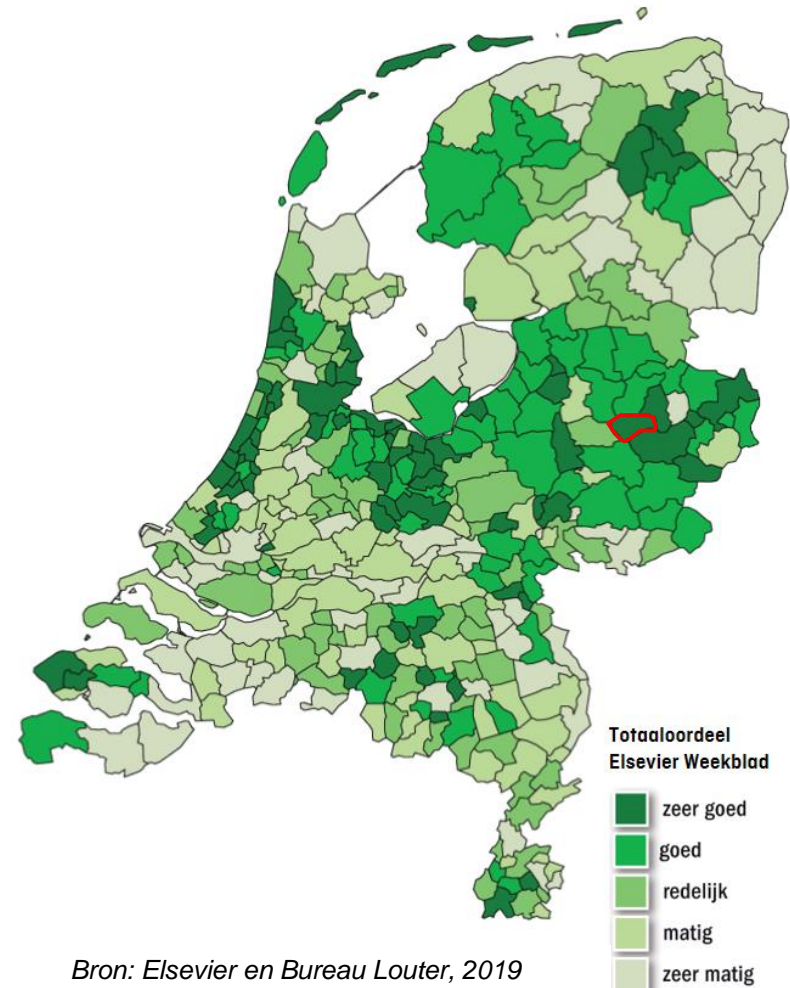 Totaaloordeel
Elsevier Weekblad
zeer goed
goed
redelijk
matig
zeer matig
Bron: Elsevier en Bureau Louter, 2019